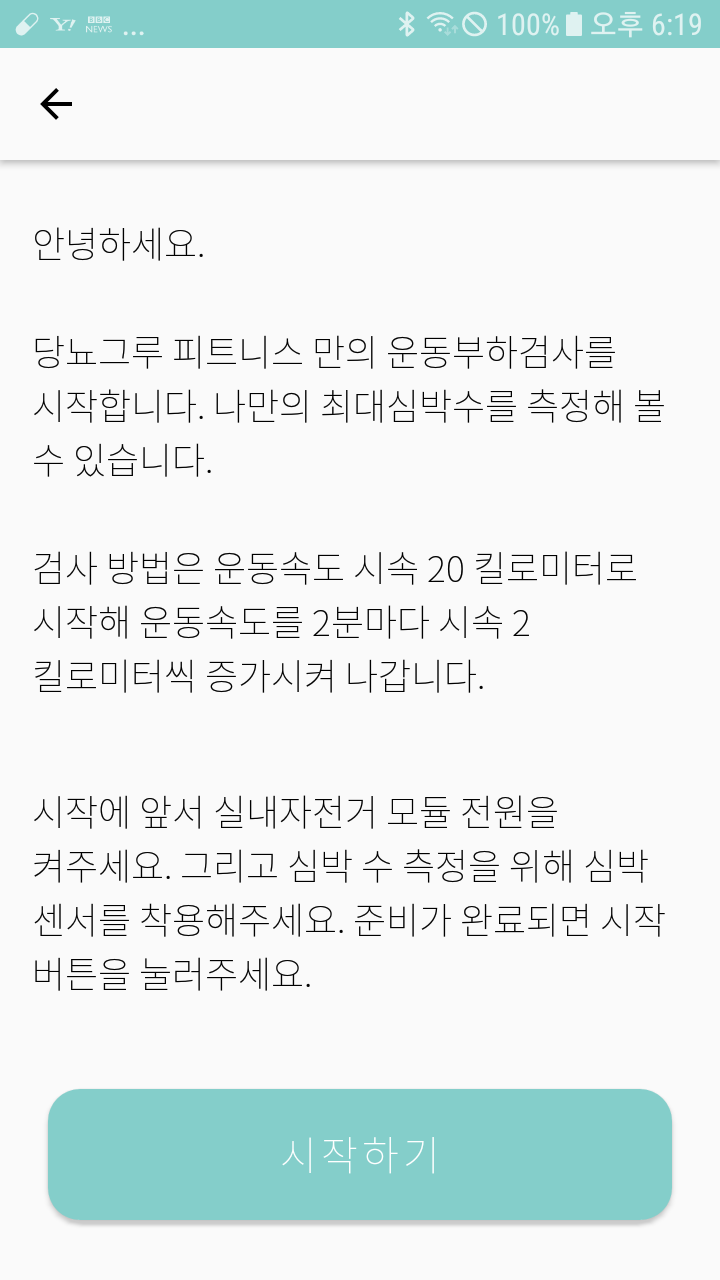 Y! BBC NEWS ... 100% 오후 6:19
안녕하세요.
당뇨그루 피트니스 만의 운동부하검사를
시작합니다. 나만의 최대심박수를 측정해 볼
수 있습니다.
검사 방법은 운동속도 시속 20 킬로미터로
시작해 운동속도를 2분마다 시속 2
킬로미터씩 증가시켜 나갑니다.
시작에 앞서 실내자전거 모듈 전원을
켜주세요. 그리고 심박 수 측정을 위해 심박
센서를 착용해주세요. 준비가 완료되면 시작
버튼을 눌러주세요.
시작하기